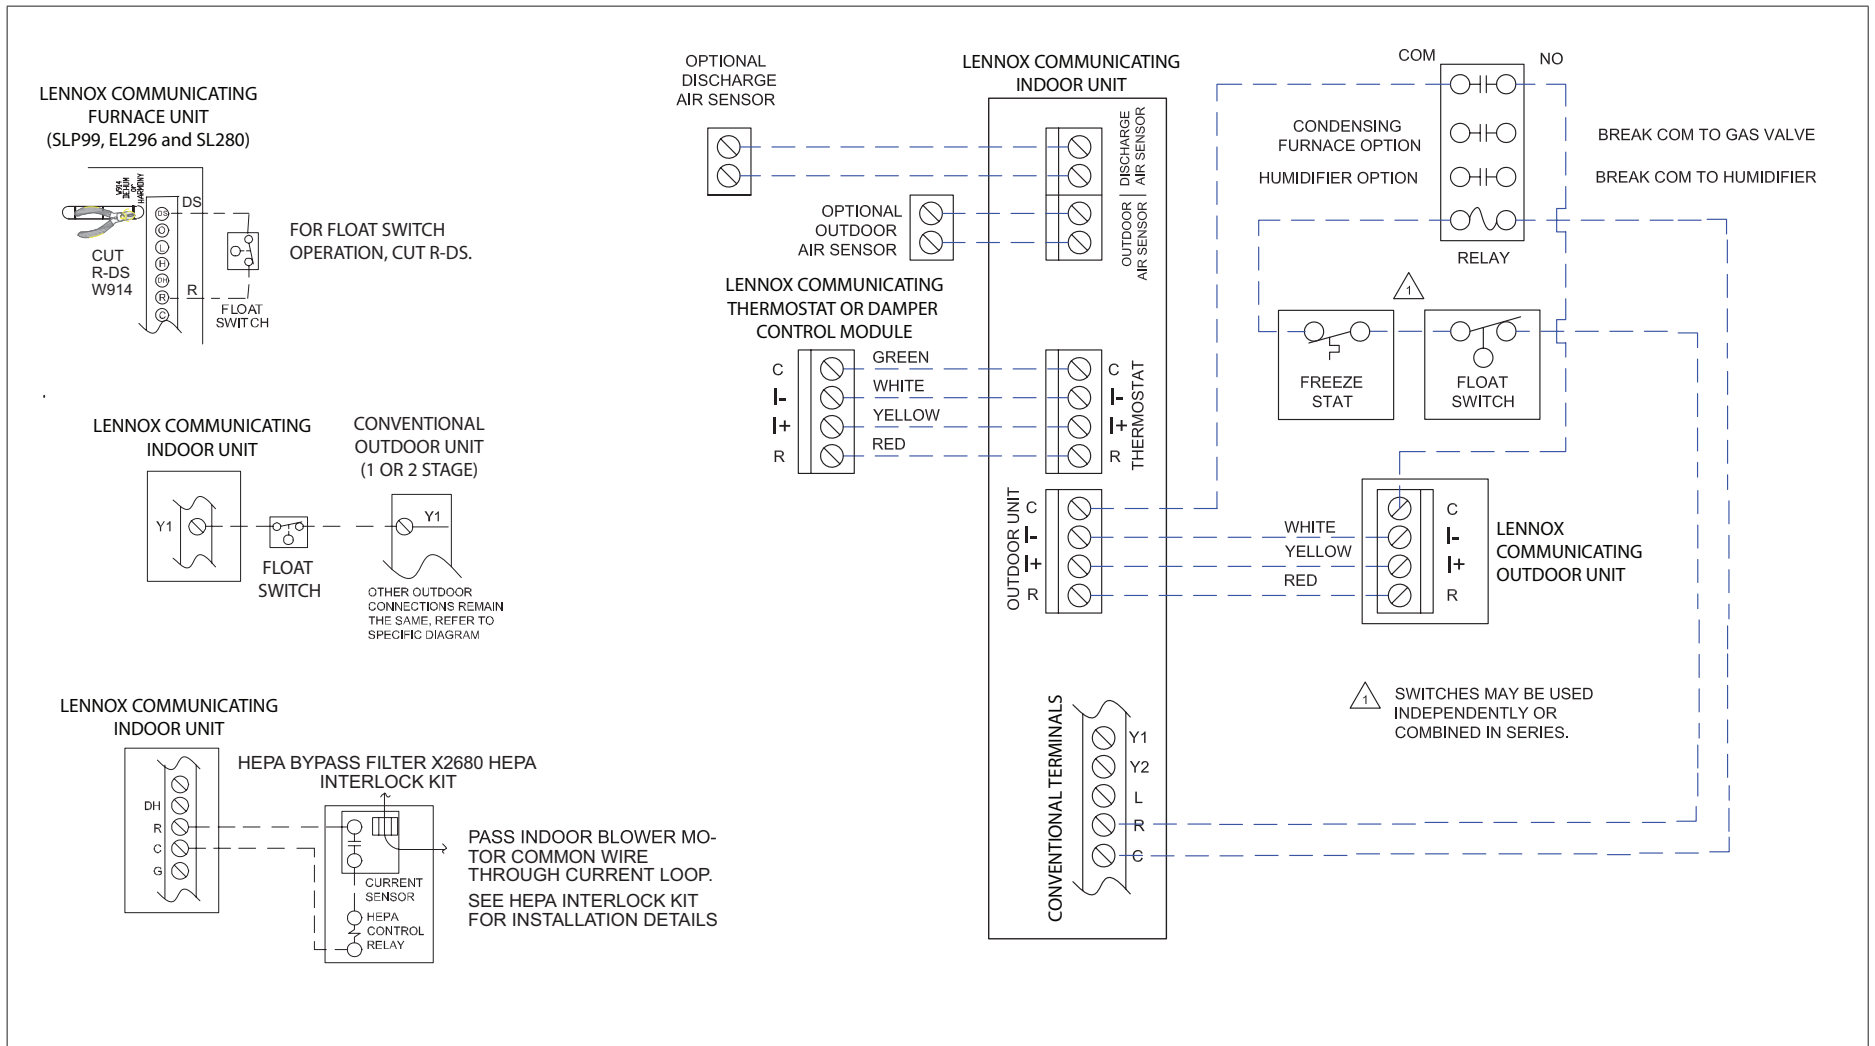 LENNOX COMMUNICATING
FURNACE UNIT
(SLP99, EL296 and SL280)
W914
DEHUM
OR
HARMONY
DS
DS
O
L
H
DH
R
C
CUT
R-DS
W914
R
FLOAT
SWITCH
FOR FLOAT SWITCH
OPERATION, CUT R-DS.
LENNOX COMMUNICATING
INDOOR UNIT
Y1
FLOAT
SWITCH
CONVENTIONAL
OUTDOOR UNIT
(1 OR 2 STAGE)
Y1
OTHER OUTDOOR
CONNECTIONS REMAIN
THE SAME, REFER TO
SPECIFIC DIAGRAM
LENNOX COMMUNICATING
INDOOR UNIT
DH
R
C
G
HEPA BYPASS FILTER X2680 HEPA
INTERLOCK KIT
CURRENT
SENSOR
HEPA
CONTROL
RELAY
PASS INDOOR BLOWER MO-
TOR COMMON WIRE
THROUGH CURRENT LOOP.
SEE HEPA INTERLOCK KIT
FOR INSTALLATION DETAILS
OPTIONAL
DISCHARGE
AIR SENSOR
OPTIONAL
OUTDOOR
AIR SENSOR
LENNOX COMMUNICATING
THERMOSTAT OR DAMPER
CONTROL MODULE
C
I-
I+
R
GREEN
WHITE
YELLOW
RED
LENNOX COMMUNICATING
INDOOR UNIT
DISCHARGE
AIR SENSOR
OUTDOOR
AIR SENSOR
C
I-
I+
R
THERMOSTAT
OUTDOOR UNIT
C
I-
I+
R
CONVENTIONAL TERMINALS
Y1
Y2
L
R
C
COM
NO
CONDENSING
FURNACE OPTION
BREAK COM TO GAS VALVE
HUMIDIFIER OPTION
BREAK COM TO HUMIDIFIER
RELAY
1
FREEZE
STAT
FLOAT
SWITCH
WHITE
YELLOW
RED
C
I-
I+
R
LENNOX
COMMUNICATING
OUTDOOR UNIT
1
SWITCHES MAY BE USED
INDEPENDENTLY OR
COMBINED IN SERIES.